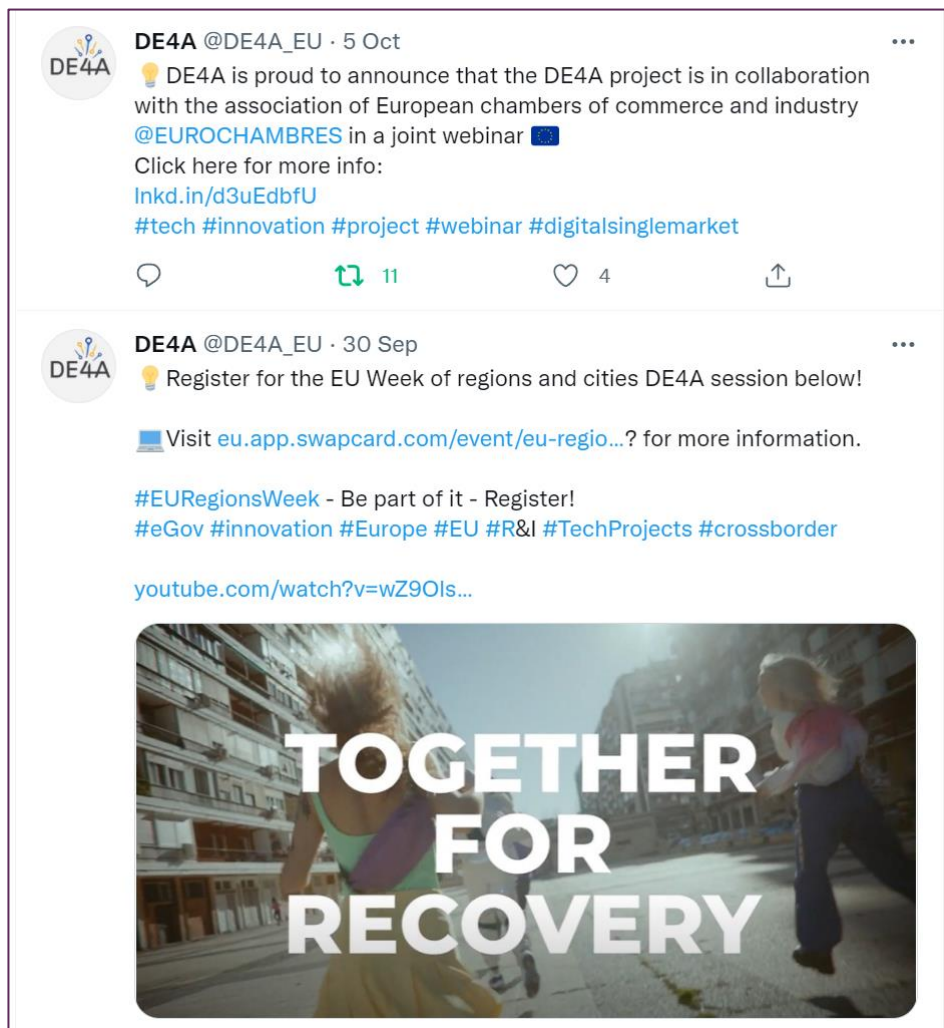 DE4A
DE4A @DE4A_EU · 5 Oct
💡DE4A is proud to announce that the DE4A project is in collaboration
with the association of European chambers of commerce and industry
@EUROCHAMBRES in a joint webinar 🇪🇺
Click here for more info:
lnkd.in/d3uEdbfU
#tech #innovation #project #webinar #digitalsinglemarket
11 4
DE4A
DE4A @DE4A_EU · 30 Sep
💡Register for the EU Week of regions and cities DE4A session below!
💻Visit eu.app.swapcard.com/event/eu-regio...? for more information.
#EURegionsWeek - Be part of it - Register!
#eGov #innovation #Europe #EU #R&I #TechProjects #crossborder
youtube.com/watch?v=wZ9Ols...
TOGETHER
FOR
RECOVERY